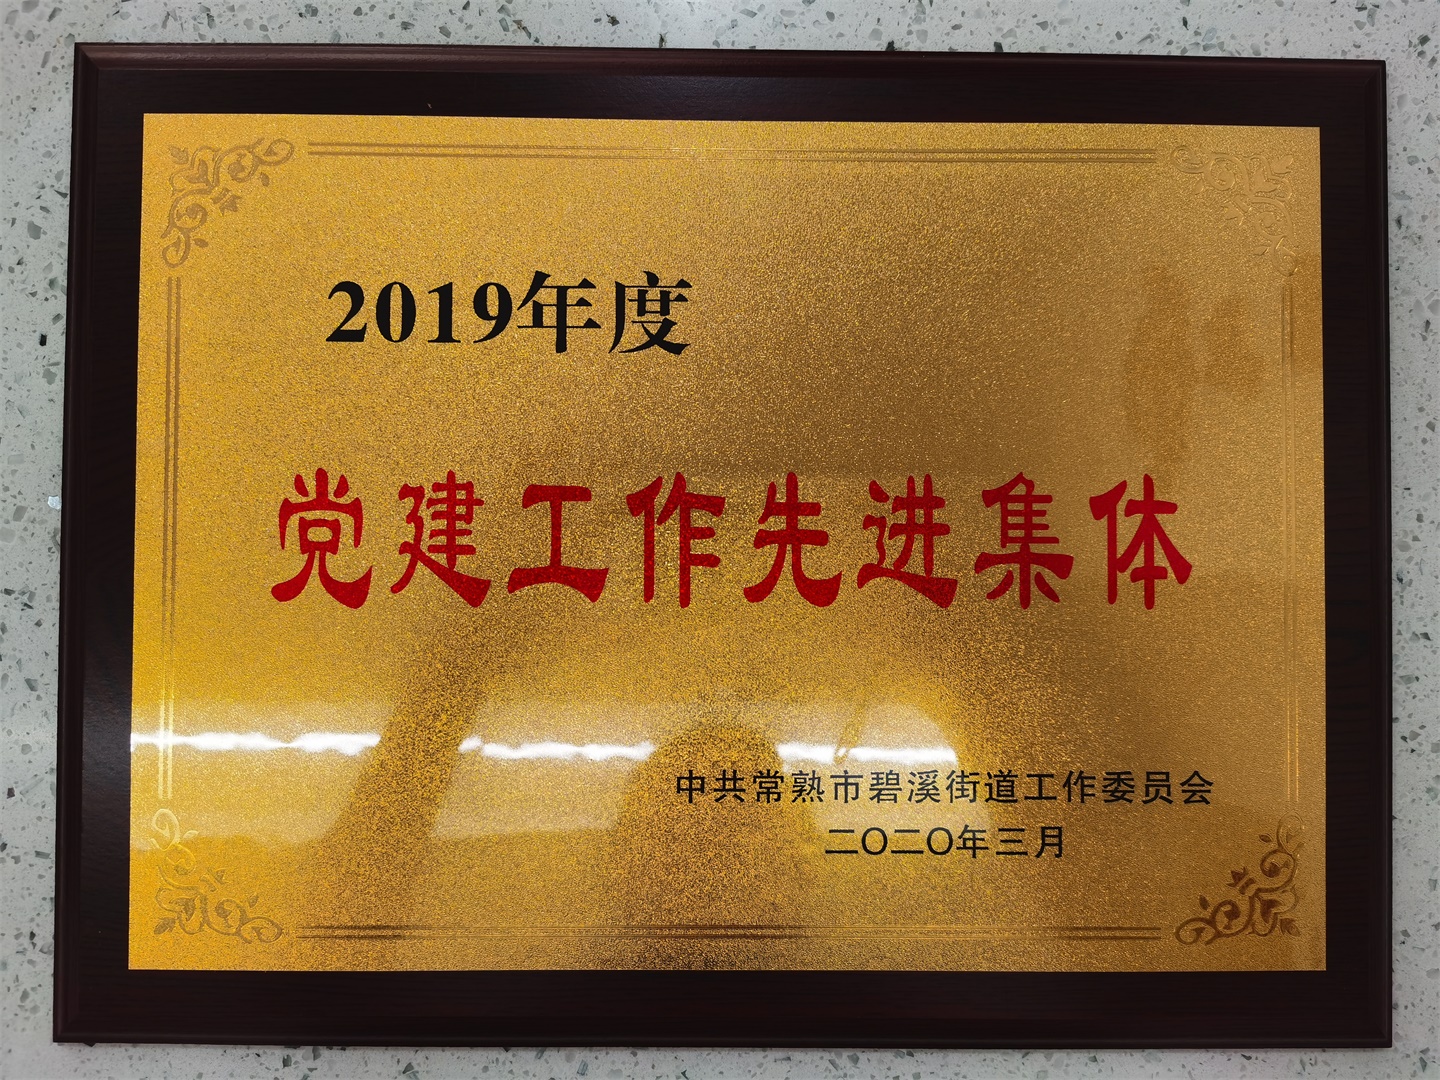 2019年度
党建工作先进集体
中共常熟市碧溪街道工作委员会
二〇二〇年三月